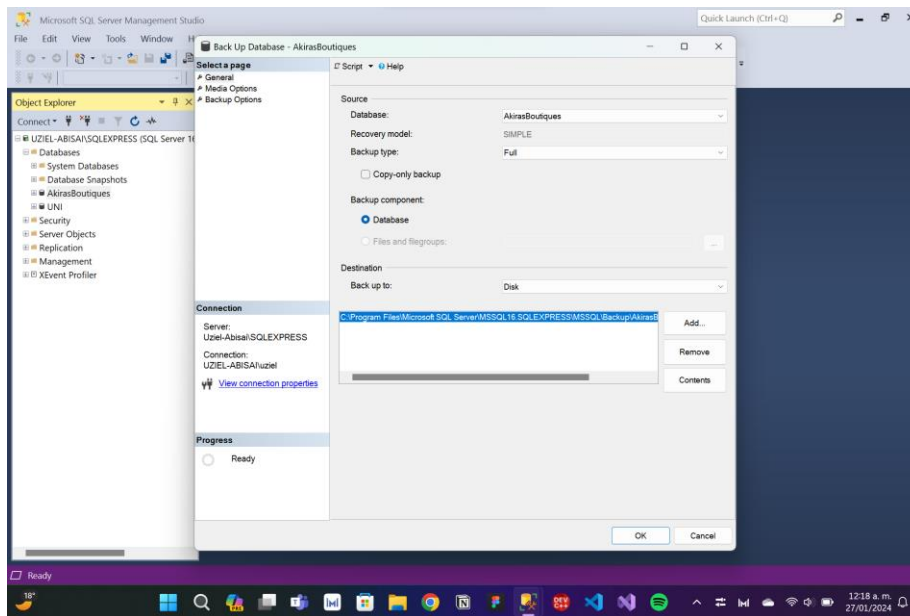 Microsoft SQL Server Management Studio
Quick Launch (Ctrl+Q)
File Edit View Tools Window H
Back Up Database - AkirasBoutiques
Select a page
General
Media Options
Backup Options
Script Help
Object Explorer
Connect
UZIEL-ABISAI\SQLEXPRESS (SQL Server 16
Databases
System Databases
Database Snapshots
AkirasBoutiques
UNI
Security
Server Objects
Replication
Management
XEvent Profiler
Source
Database: AkirasBoutiques
Recovery model: SIMPLE
Backup type: Full
Copy-only backup
Backup component:
Database
Files and filegroups:
...
Destination
Back up to: Disk
C:\Program Files\Microsoft SQL Server\MSSQL16.SQLEXPRESS\MSSQL\Backup\AkirasB
Add...
Remove
Contents
Connection
Server:
Uziel-Abisai\SQLEXPRESS
Connection:
UZIEL-ABISAI\uziel
View connection properties
Progress
Ready
OK Cancel
Ready
18°
12:18 a. m.
27/01/2024